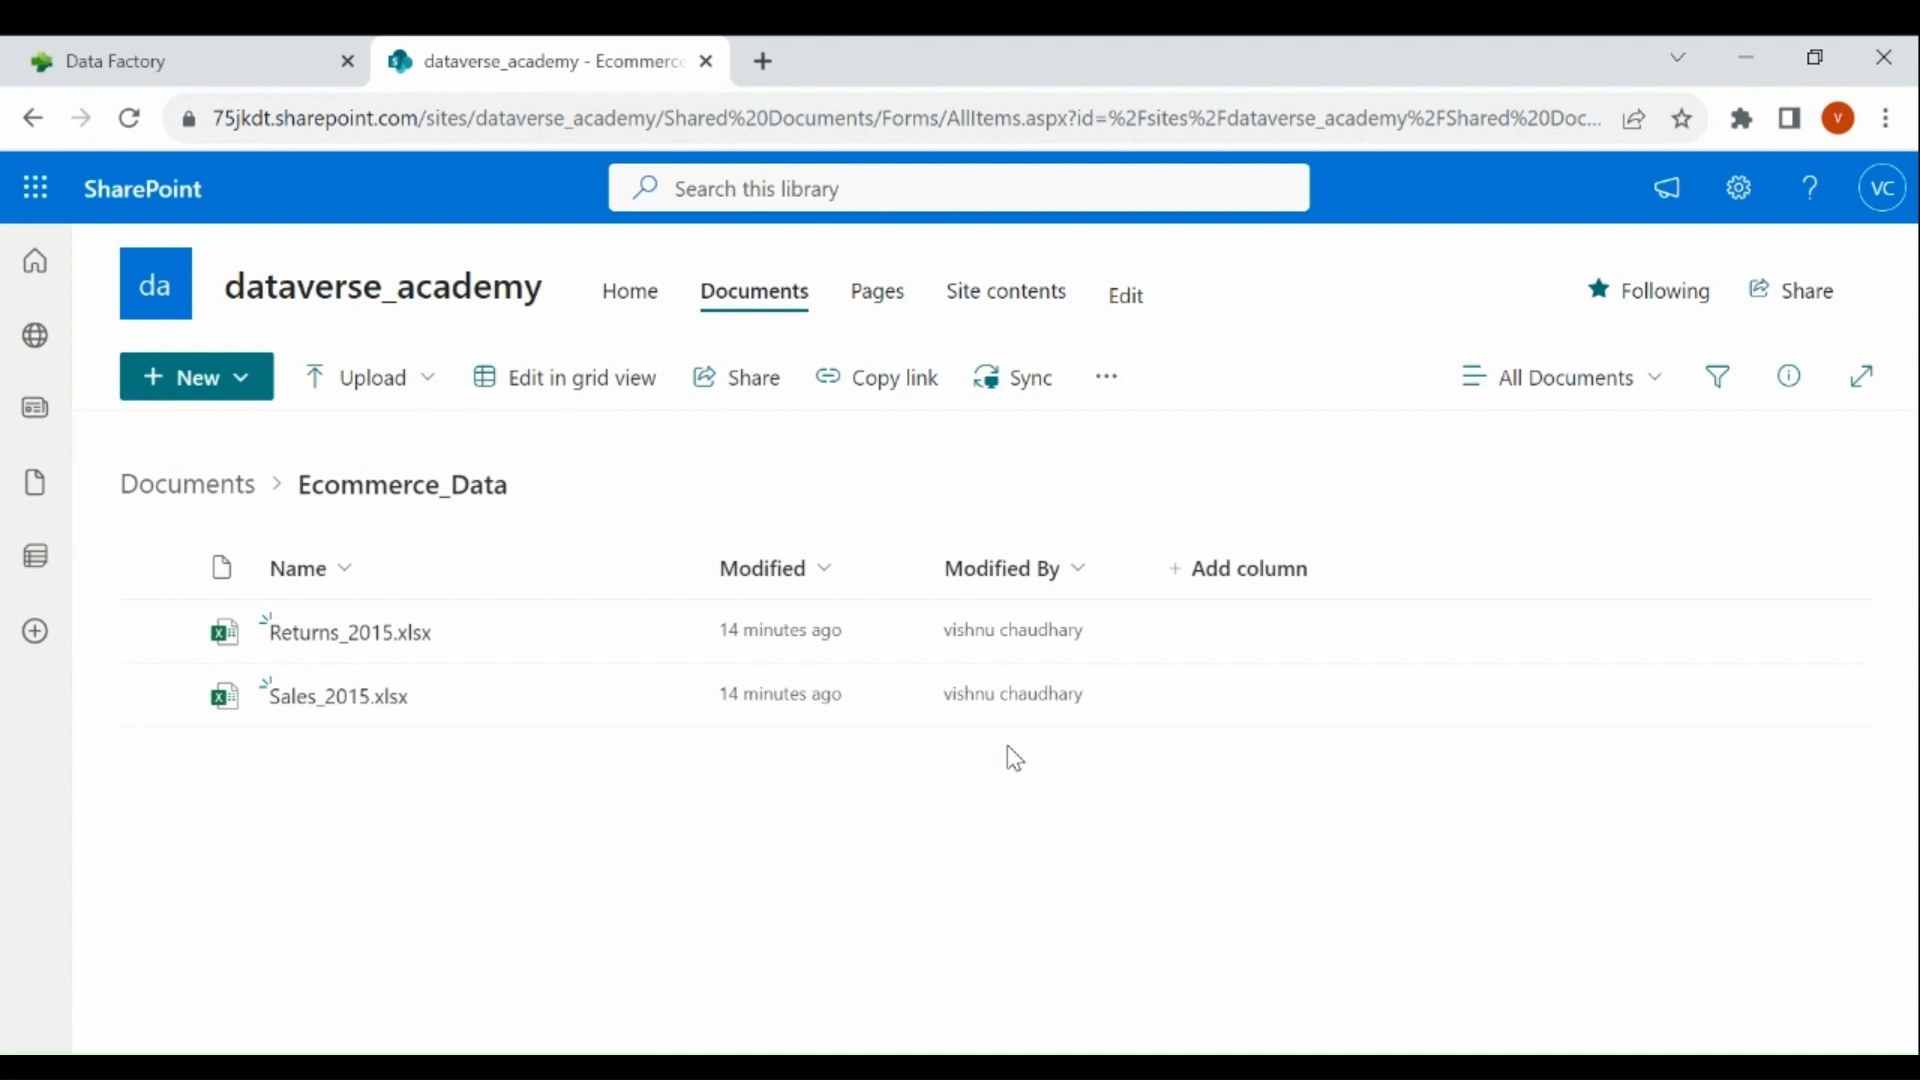 Data Factory
dataverse_academy - Ecommerce
75jkdt.sharepoint.com/sites/dataverse_academy/Shared%20Documents/Forms/AllItems.aspx?id=%2Fsites%2Fdataverse_academy%2FShared%20Doc...
V
SharePoint
Search this library
?
VC
da
dataverse_academy
Home
Documents
Pages
Site contents
Edit
Following
Share
+ New
Upload
Edit in grid view
Share
Copy link
Sync
...
All Documents
Documents > Ecommerce_Data
Name
Modified
Modified By
+ Add column
Returns_2015.xlsx
14 minutes ago
vishnu chaudhary
Sales_2015.xlsx
14 minutes ago
vishnu chaudhary